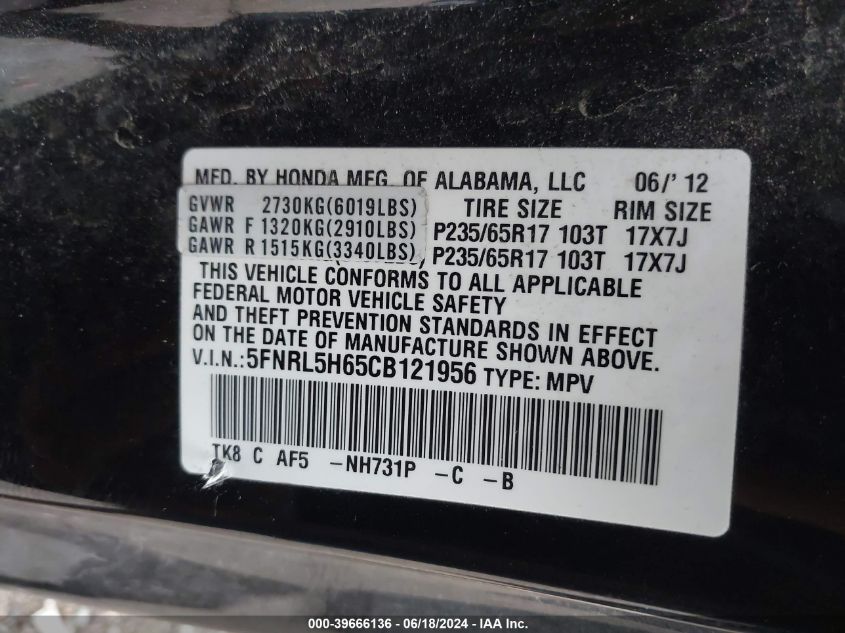 MFD. BY HONDA MFG. OF ALABAMA, LLC 06/' 12
GVWR 2730KG(6019LBS) TIRE SIZE RIM SIZE
GAWR F 1320KG(2910LBS) P235/65R17 103T 17X7J
GAWR R 1515KG(3340LBS) P235/65R17 103T 17X7J
THIS VEHICLE CONFORMS TO ALL APPLICABLE
FEDERAL MOTOR VEHICLE SAFETY
AND THEFT PREVENTION STANDARDS IN EFFECT
ON THE DATE OF MANUFACTURE SHOWN ABOVE.
V.I.N.:5FNRL5H65CB121956 TYPE: MPV
TK8 C AF5 -NH731P -C -B
000-39666136 - 06/18/2024 - IAA Inc.